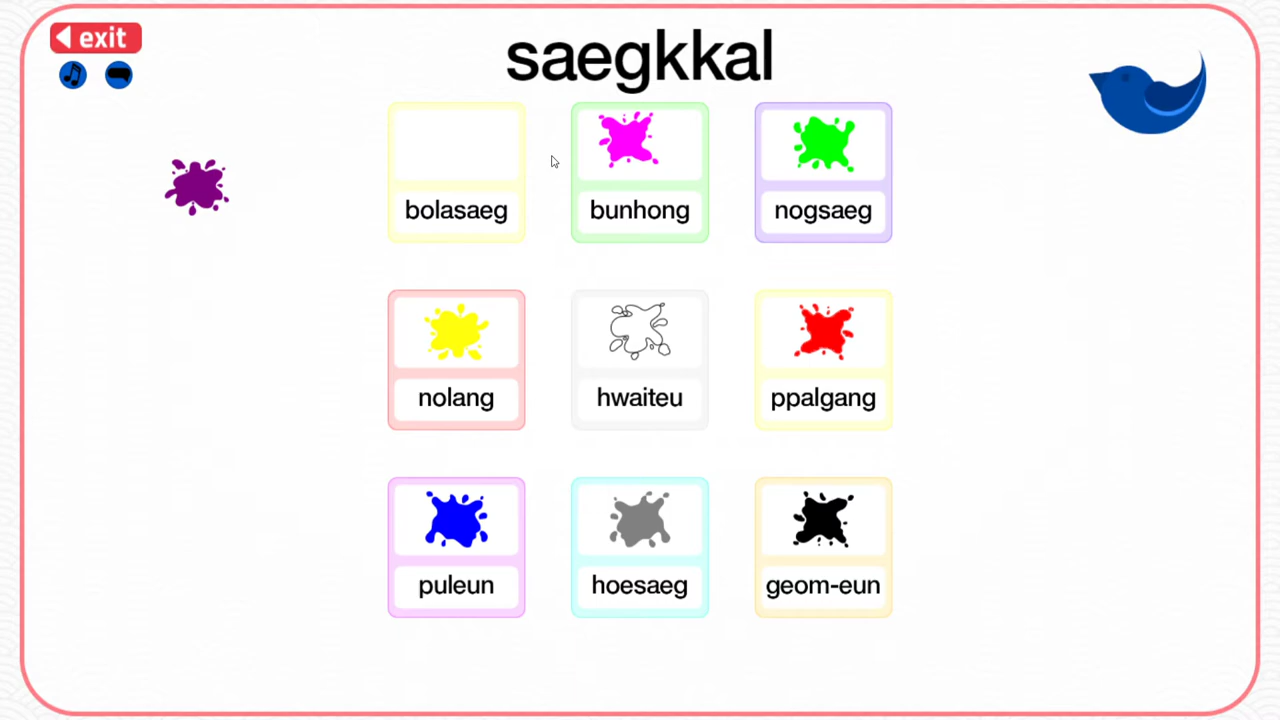 exit
saegkkal
bolasaeg
bunhong
nogsaeg
nolang
hwaiteu
ppalgang
puleun
hoesaeg
geom-eun